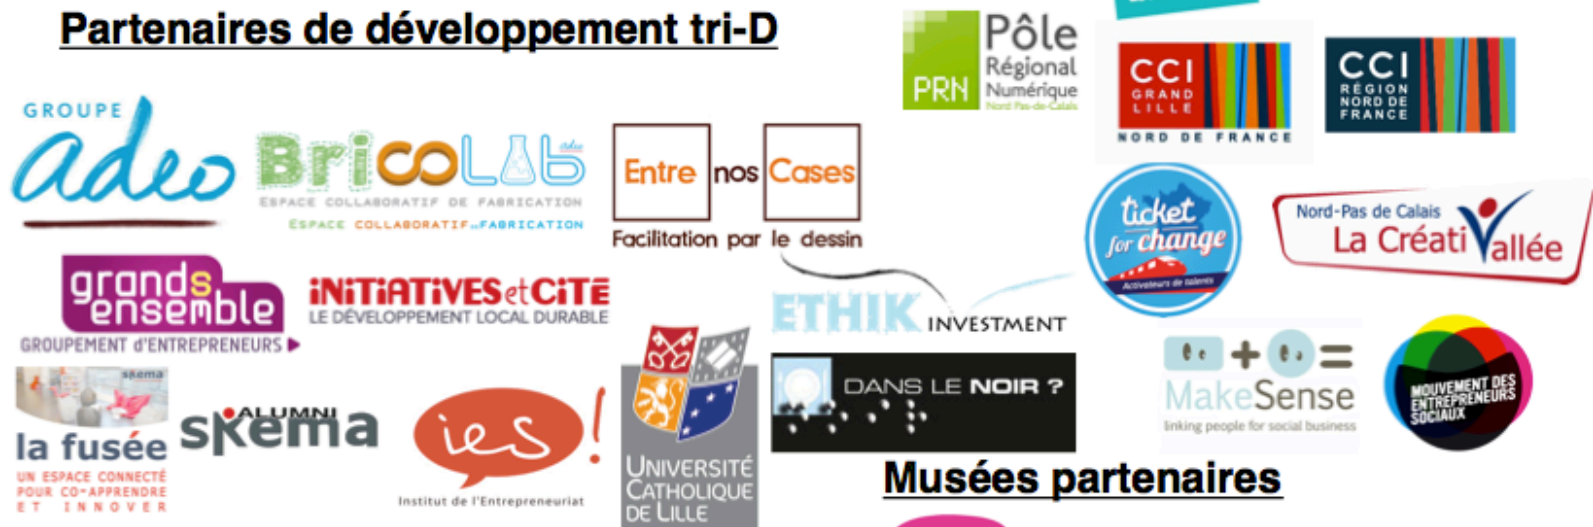 Partenaires de développement tri-D
PRN
Pôle
Régional
Numérique
Nord Pas-de-Calais
CCI
GRAND
LILLE
NORD DE FRANCE
CCI
RÉGION
NORD DE
FRANCE
GROUPE
adeo
adeo
BricoLAb
ESPACE COLLABORATIF DE FABRICATION
ESPACE COLLABORATIF DE FABRICATION
Entre nos Cases
Facilitation par le dessin
ticket
for change
Activateurs de talents
Nord-Pas de Calais
La Créati Vallée
grands
ensemble
GROUPEMENT d'ENTREPRENEURS
iNiTiATiVES et CiTÉ
LE DÉVELOPPEMENT LOCAL DURABLE
ETHIK INVESTMENT
DANS LE NOIR ?
MakeSense
linking people for social business
MOUVEMENT DES
ENTREPRENEURS
SOCIAUX
skema
la fusée
UN ESPACE CONNECTÉ
POUR CO-APPRENDRE
ET INNOVER
ALUMNI
skema
ies!
Institut de l'Entrepreneuriat
UNIVERSITÉ
CATHOLIQUE
DE LILLE
Musées partenaires